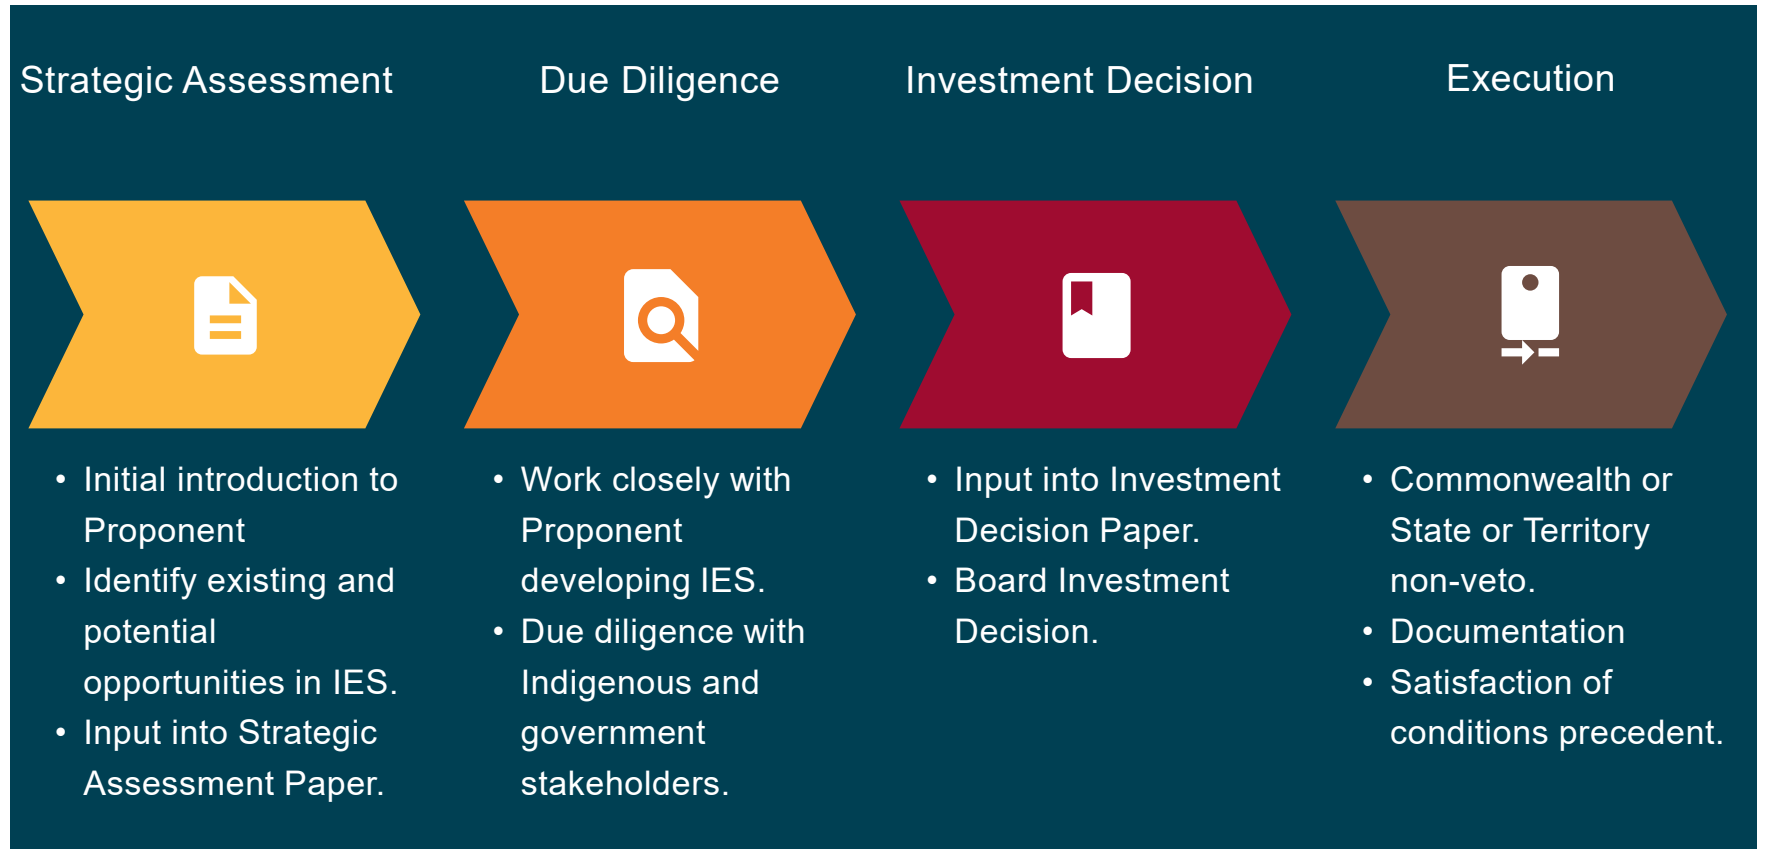 Strategic Assessment
Due Diligence
Investment Decision
Execution
• Initial introduction to
Proponent
• Identify existing and
potential
opportunities in IES.
• Input into Strategic
Assessment Paper.
• Work closely with
Proponent
developing IES.
• Due diligence with
Indigenous and
government
stakeholders.
• Input into Investment
Decision Paper.
• Board Investment
Decision.
• Commonwealth or
State or Territory
non-veto.
• Documentation
• Satisfaction of
conditions precedent.